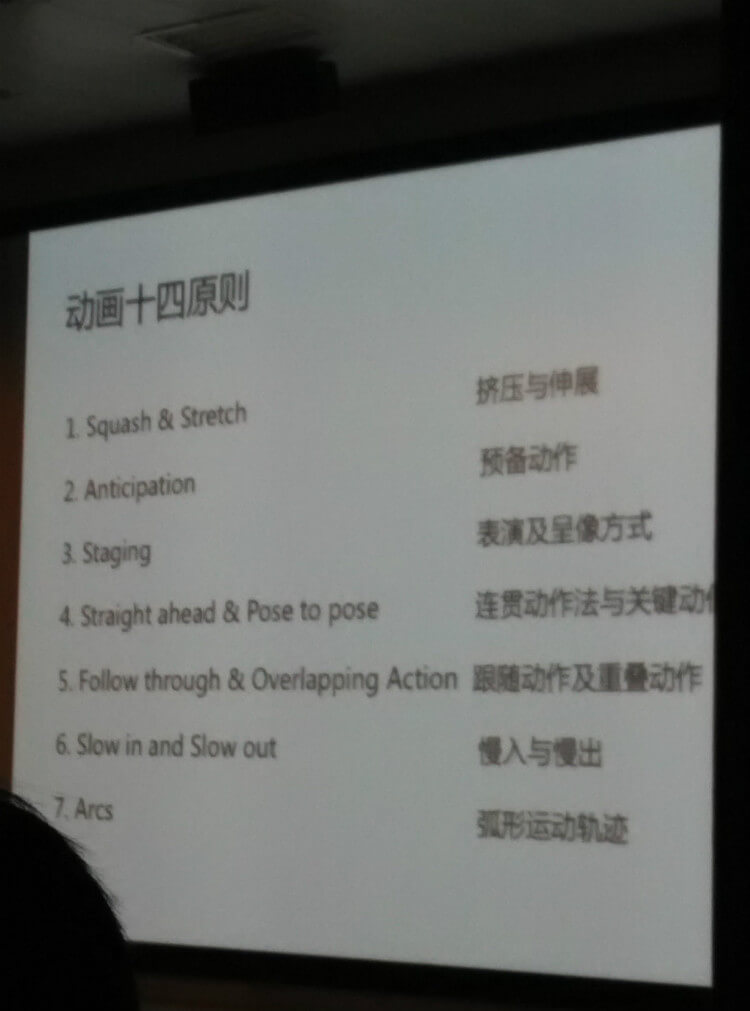 动画十四原则
1. Squash & Stretch 挤压与伸展
2. Anticipation 预备动作
3. Staging 表演及呈像方式
4. Straight ahead & Pose to pose 连贯动作法与关键动
5. Follow through & Overlapping Action 跟随动作及重叠动作
6. Slow in and Slow out 慢入与慢出
7. Arcs 弧形运动轨迹